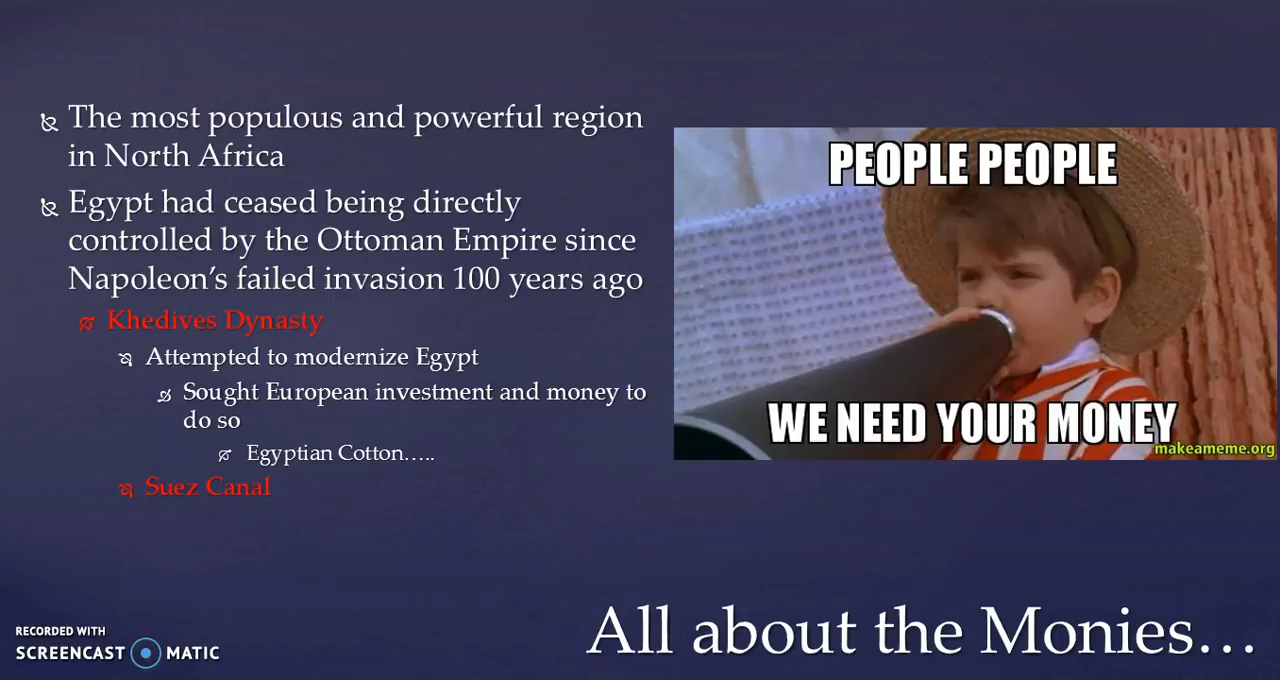 The most populous and powerful region
in North Africa
Egypt had ceased being directly
controlled by the Ottoman Empire since
Napoleon’s failed invasion 100 years ago
Khedives Dynasty
Attempted to modernize Egypt
Sought European investment and money to
do so
Egyptian Cotton…..
Suez Canal
PEOPLE PEOPLE
WE NEED YOUR MONEY
makeameme.org
All about the Monies…
RECORDED WITH
SCREENCAST MATIC